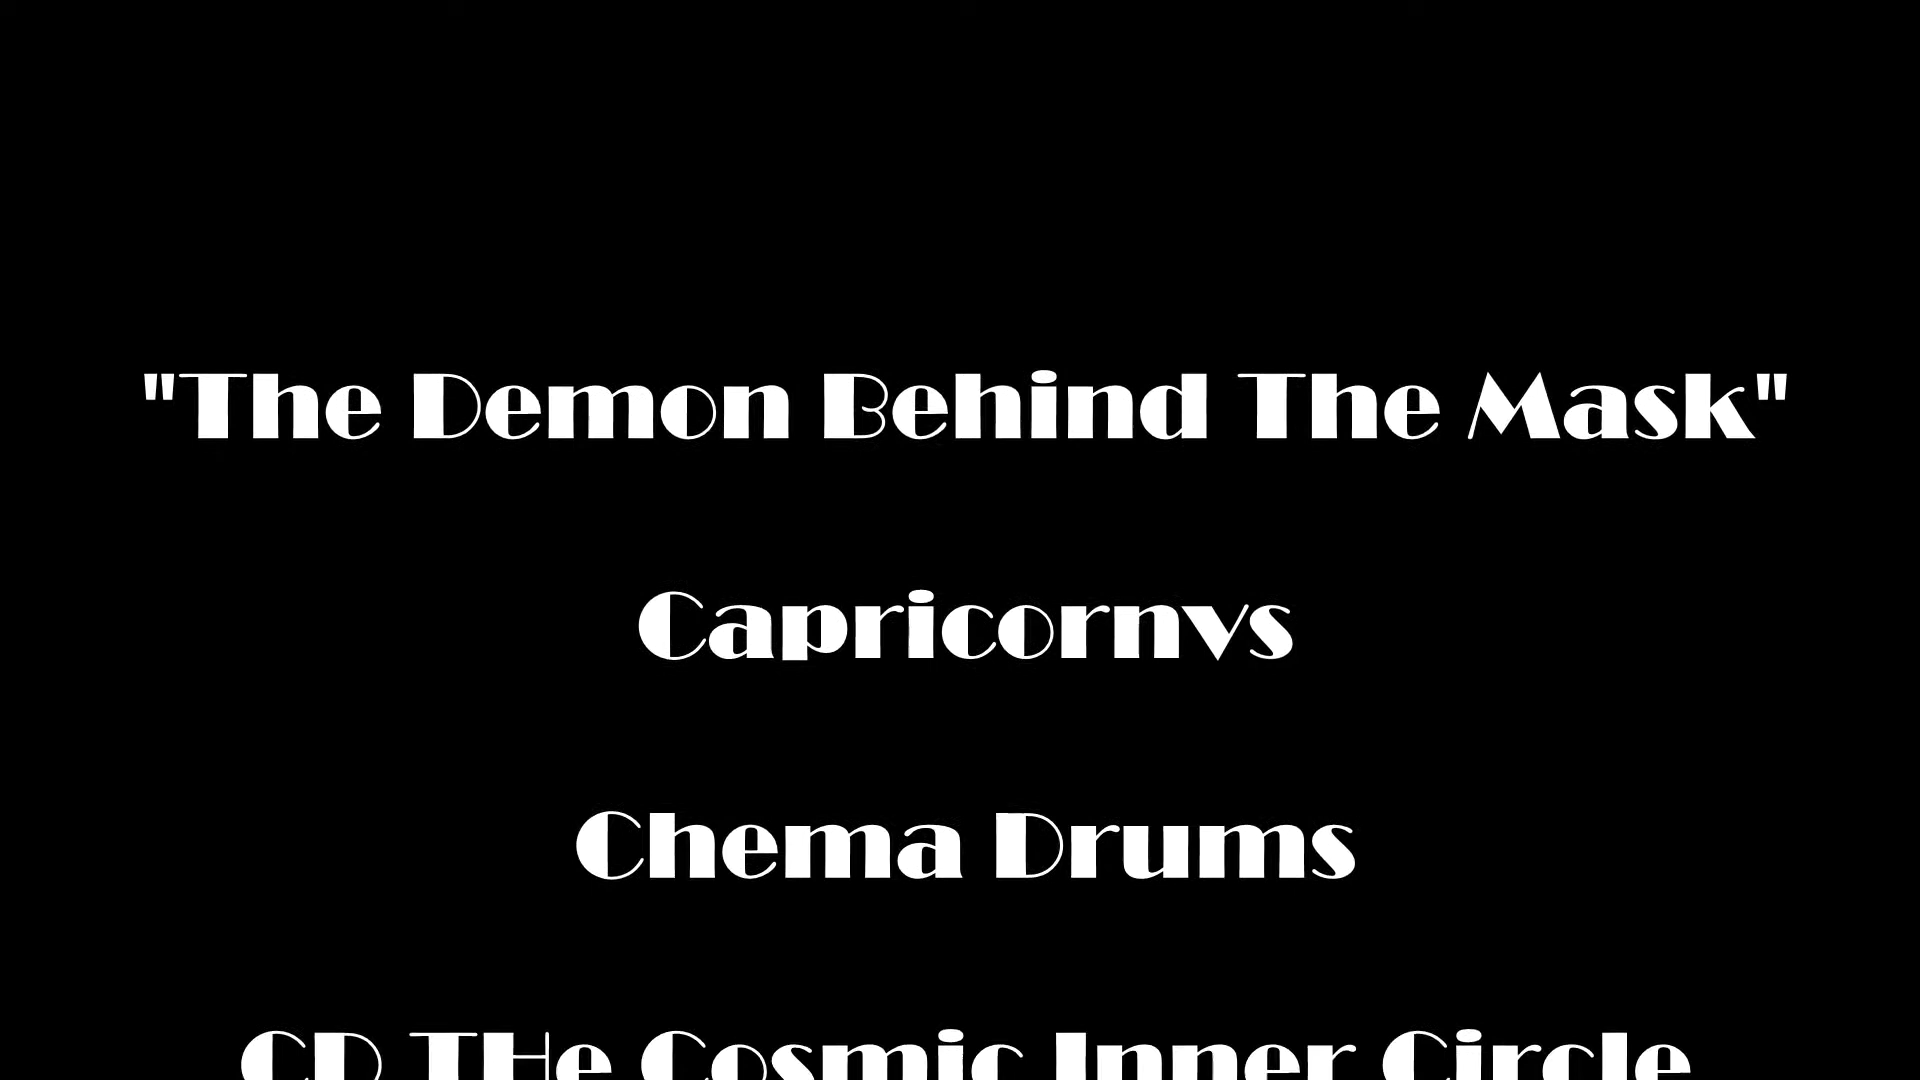 "The Demon Behind The Mask"
Capricornvs
Chema Drums
CD THe Cosmic Inner Circle